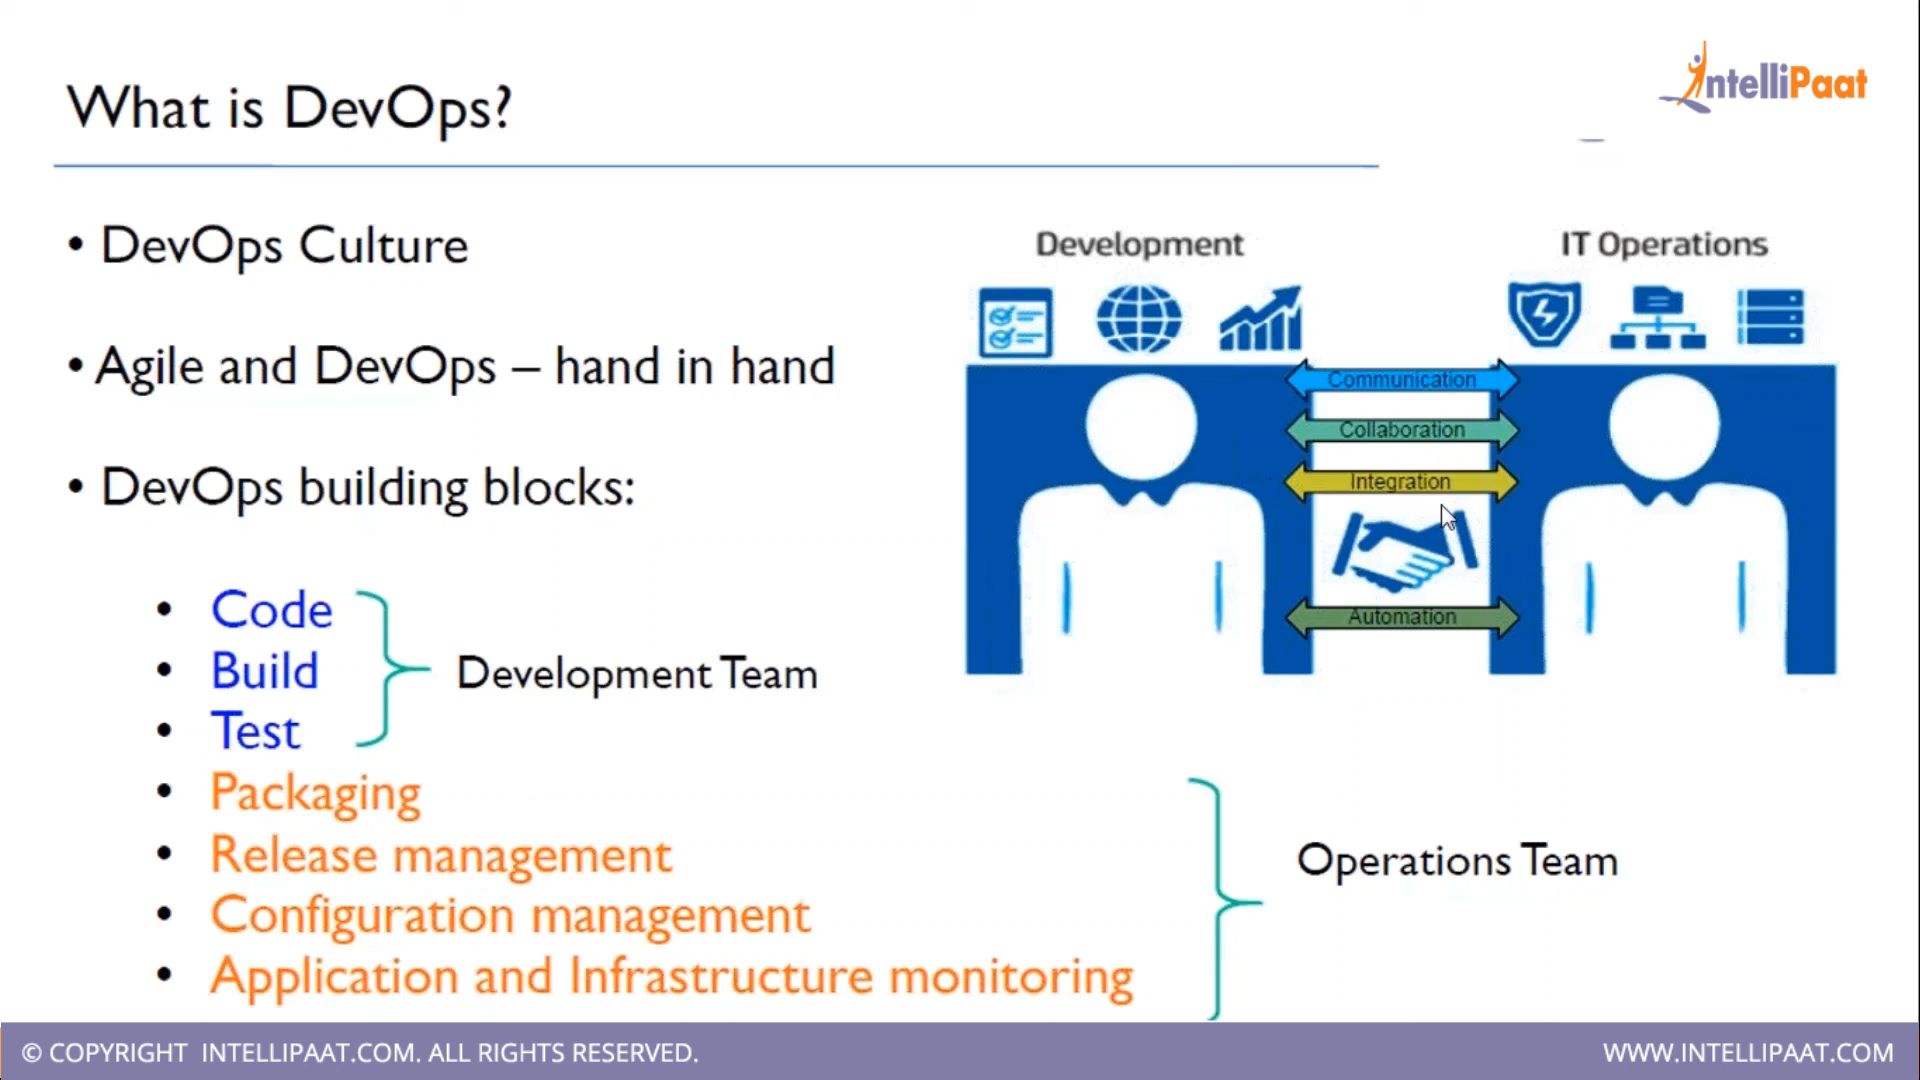 What is DevOps?
IntelliPaat
• DevOps Culture
• Agile and DevOps – hand in hand
• DevOps building blocks:
• Code
• Build
• Test
Development Team
• Packaging
• Release management
• Configuration management
• Application and Infrastructure monitoring
Operations Team
Development
IT Operations
Communication
Collaboration
Integration
Automation
© COPYRIGHT INTELLIPAAT.COM. ALL RIGHTS RESERVED.
WWW.INTELLIPAAT.COM